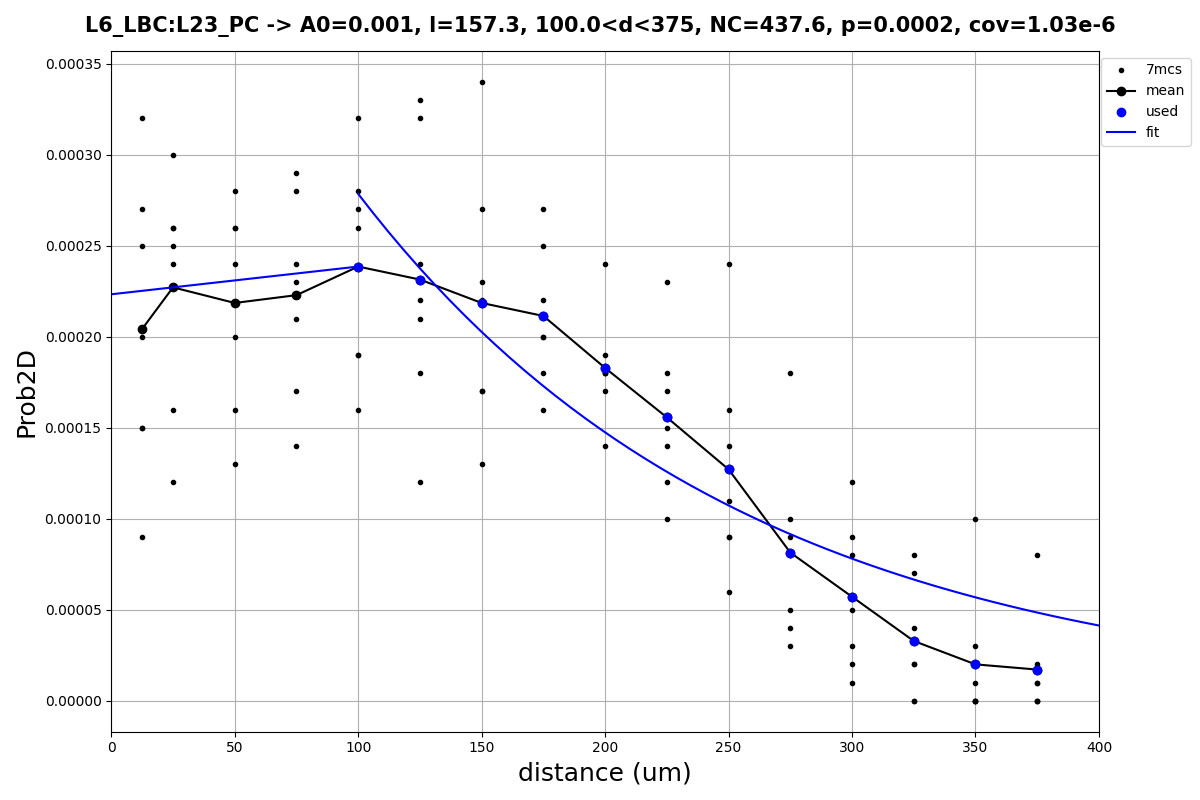 L6_LBC:L23_PC -> A0=0.001, l=157.3, 100.0<d<375, NC=437.6, p=0.0002, cov=1.03e-6
7mcs
mean
used
fit
0.00035
0.00030
0.00025
0.00020
0.00015
0.00010
0.00005
0.00000
Prob2D
0 50 100 150 200 250 300 350 400
distance (um)